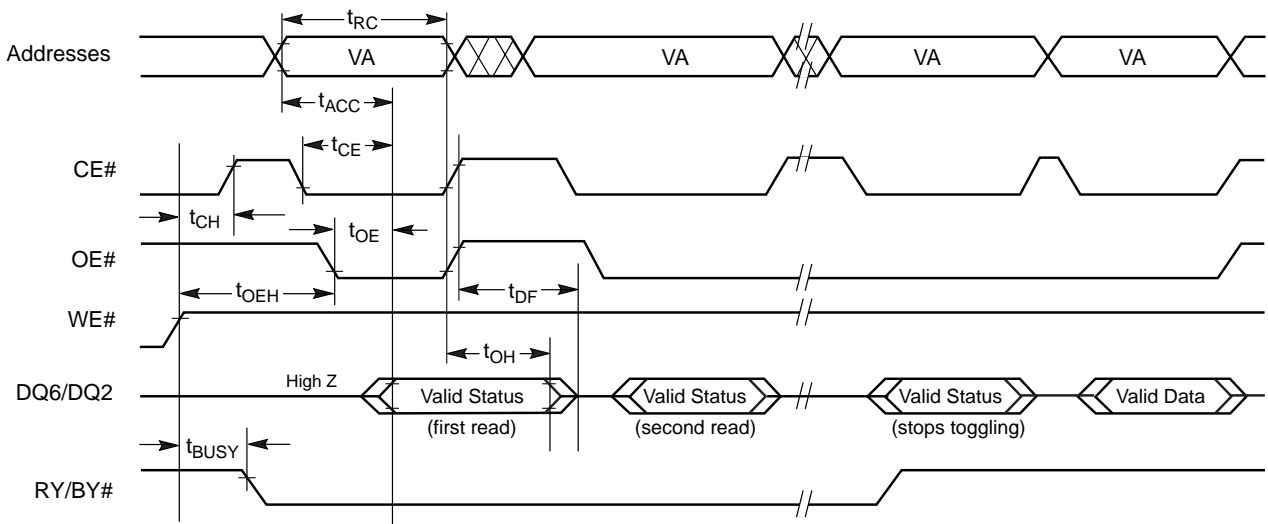 tRC
Addresses VA VA VA VA
tACC
tCE
CE#
tCH tOE
OE#
tOEH tDF
WE#
tOH
High Z
DQ6/DQ2 Valid Status Valid Status Valid Status Valid Data
(first read) (second read) (stops toggling)
tBUSY
RY/BY#